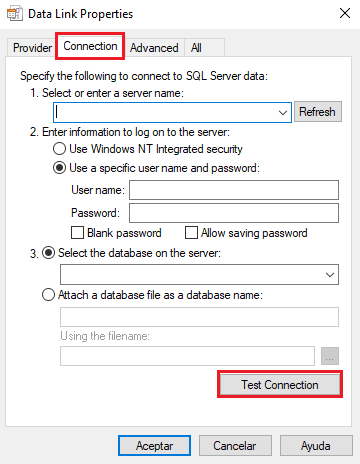 Data Link Properties
Provider Connection Advanced All
Specify the following to connect to SQL Server data:
1. Select or enter a server name:
Refresh
2. Enter information to log on to the server:
Use Windows NT Integrated security
Use a specific user name and password:
User name:
Password:
Blank password Allow saving password
3. Select the database on the server:
Attach a database file as a database name:
Using the filename:
...
Test Connection
Aceptar Cancelar Ayuda